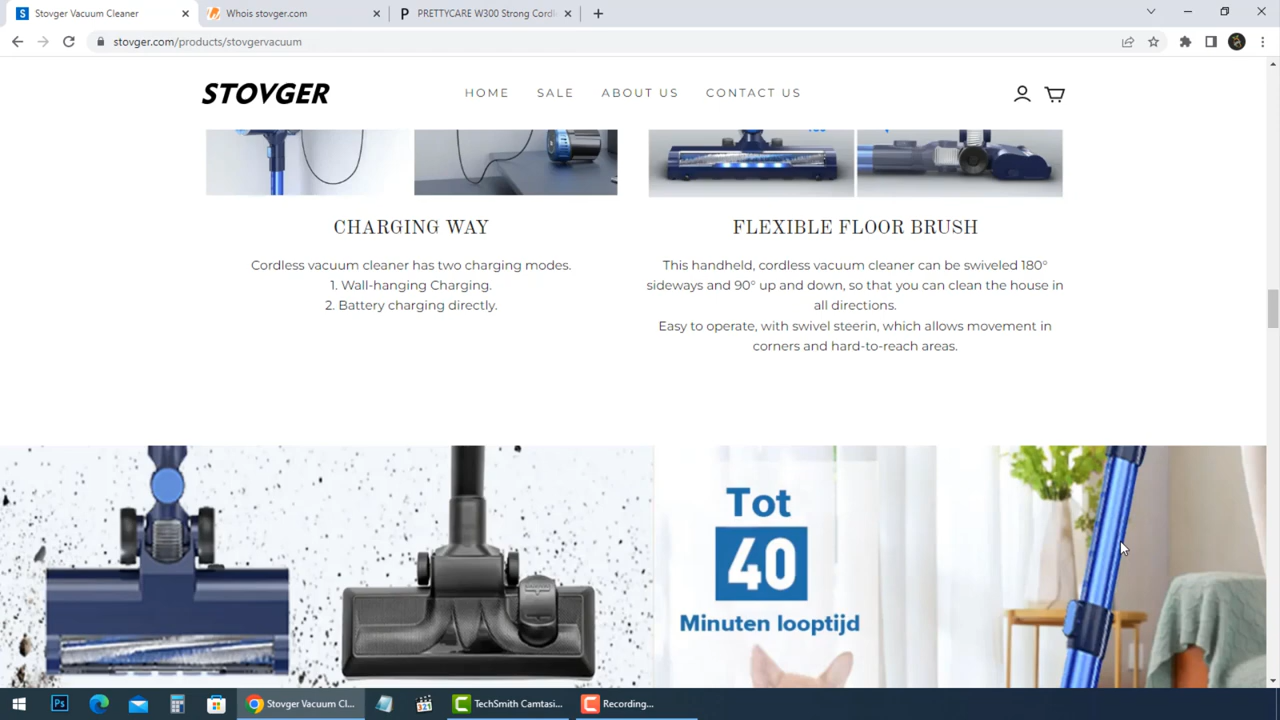 Stovger Vacuum Cleaner
Whois stovger.com
PRETTYCARE W300 Strong Cordl
stovger.com/products/stovgervacuum
STOVGER
HOME
SALE
ABOUT US
CONTACT US
CHARGING WAY
Cordless vacuum cleaner has two charging modes.
1. Wall-hanging Charging.
2. Battery charging directly.
FLEXIBLE FLOOR BRUSH
This handheld, cordless vacuum cleaner can be swiveled 180°
sideways and 90° up and down, so that you can clean the house in
all directions.
Easy to operate, with swivel steerin, which allows movement in
corners and hard-to-reach areas.
Tot
40
Minuten looptijd
Ps
Stovger Vacuum Cl...
TechSmith Camtasi...
Recording...